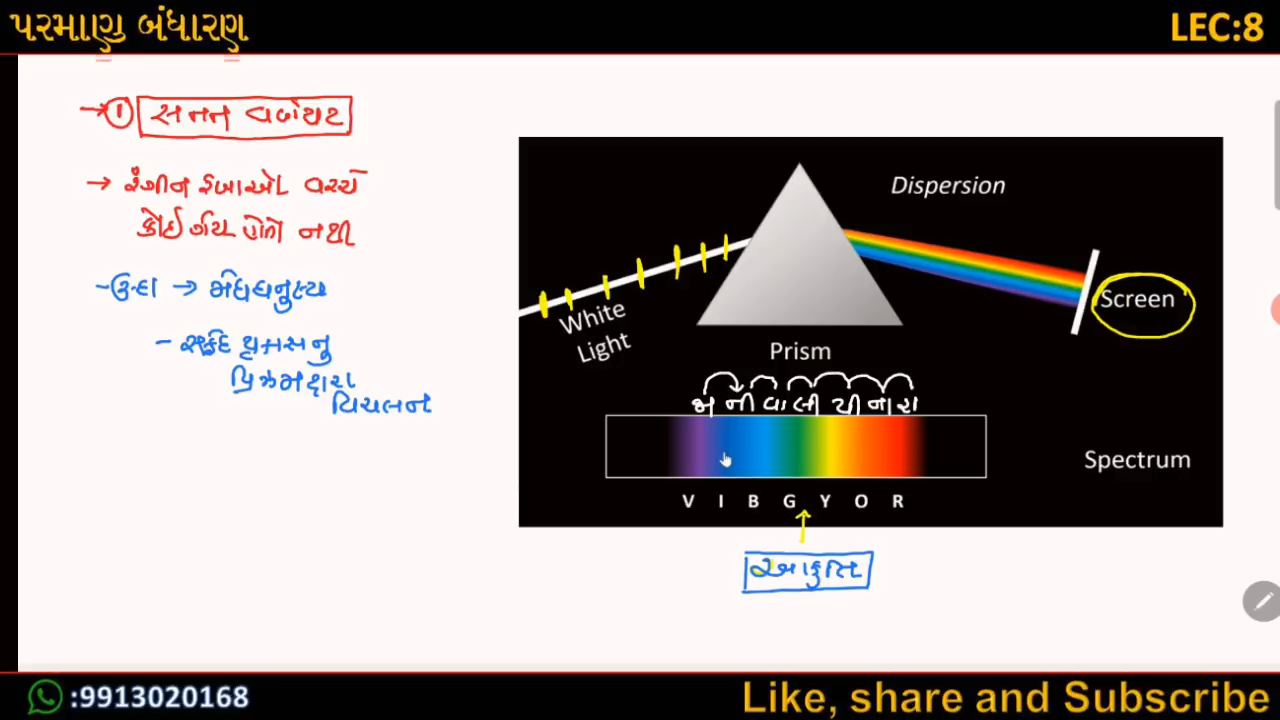 પરમાણુ બંધારણ
LEC:8
→ ① સતત વર્ણપટ
→ રંગીન રેખાઓ વચ્ચે
કોઈ ગેપ હોતો નથી
- ઉદા → મેઘધનુષ્ય
- સફેદ પ્રકાશનુ
પ્રિઝમ દ્વારા
વિચલન
Dispersion
White
Light
Screen
Prism
જા ની વા લી પી ના રા
Spectrum
V I B G Y O R
આકૃતિ
:9913020168
Like, share and Subscribe